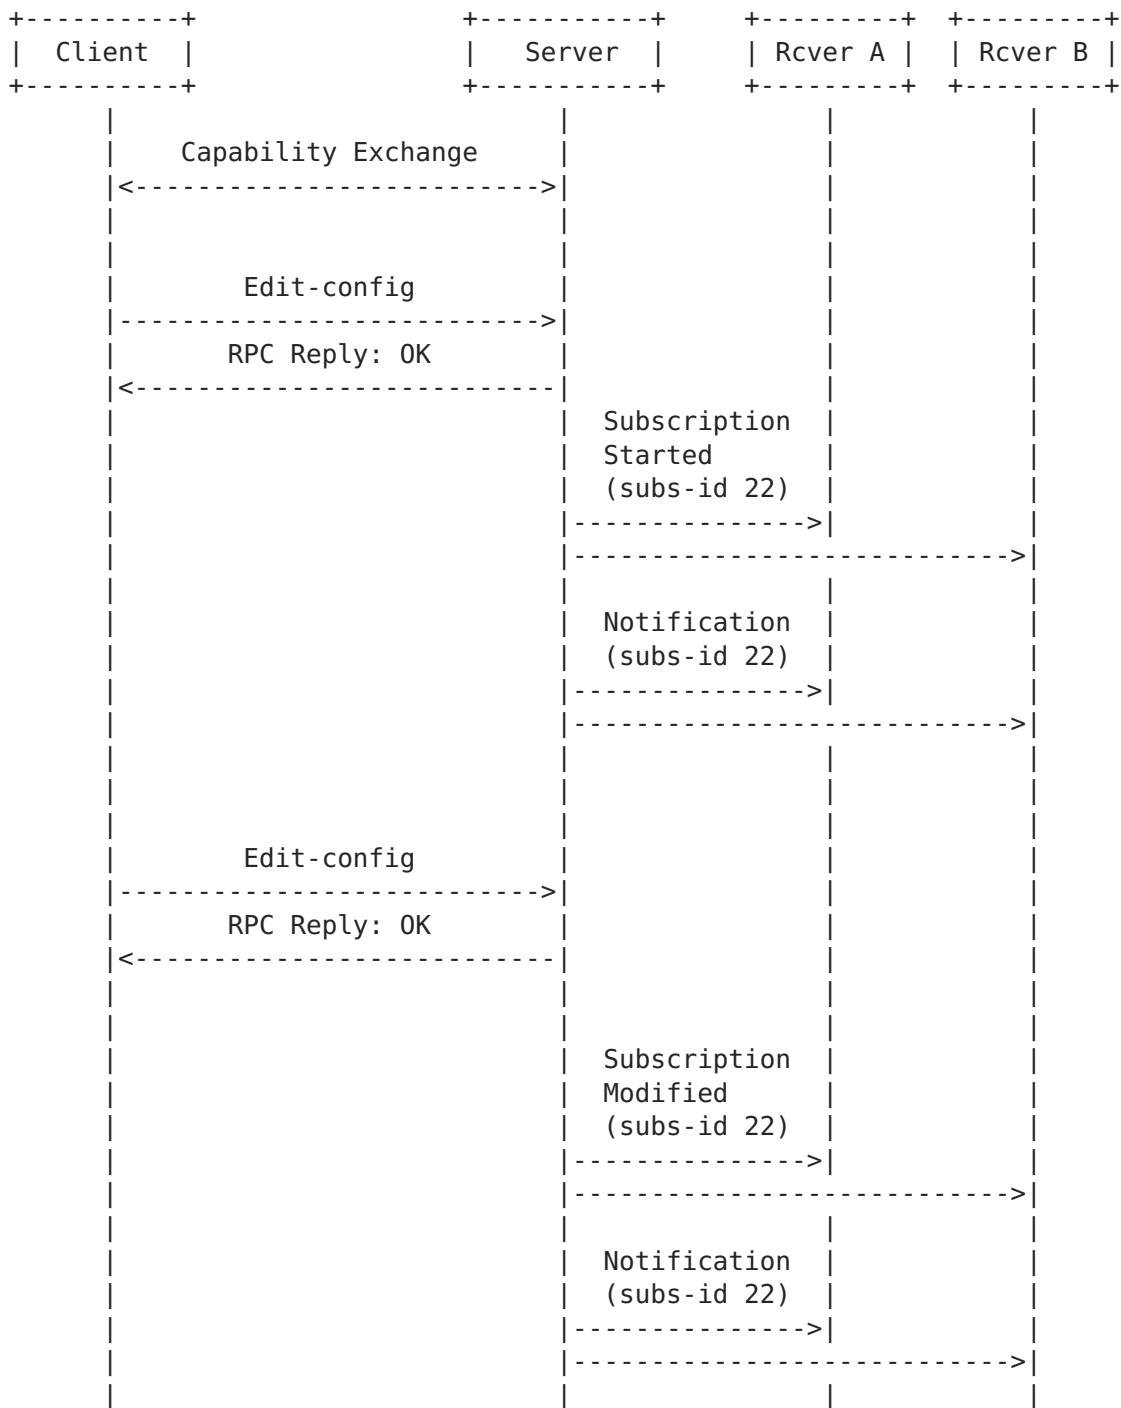 Client Server Rcver A Rcver B
Capability Exchange
Edit-config
RPC Reply: OK
Subscription
Started
(subs-id 22)
Notification
(subs-id 22)
Edit-config
RPC Reply: OK
Subscription
Modified
(subs-id 22)
Notification
(subs-id 22)